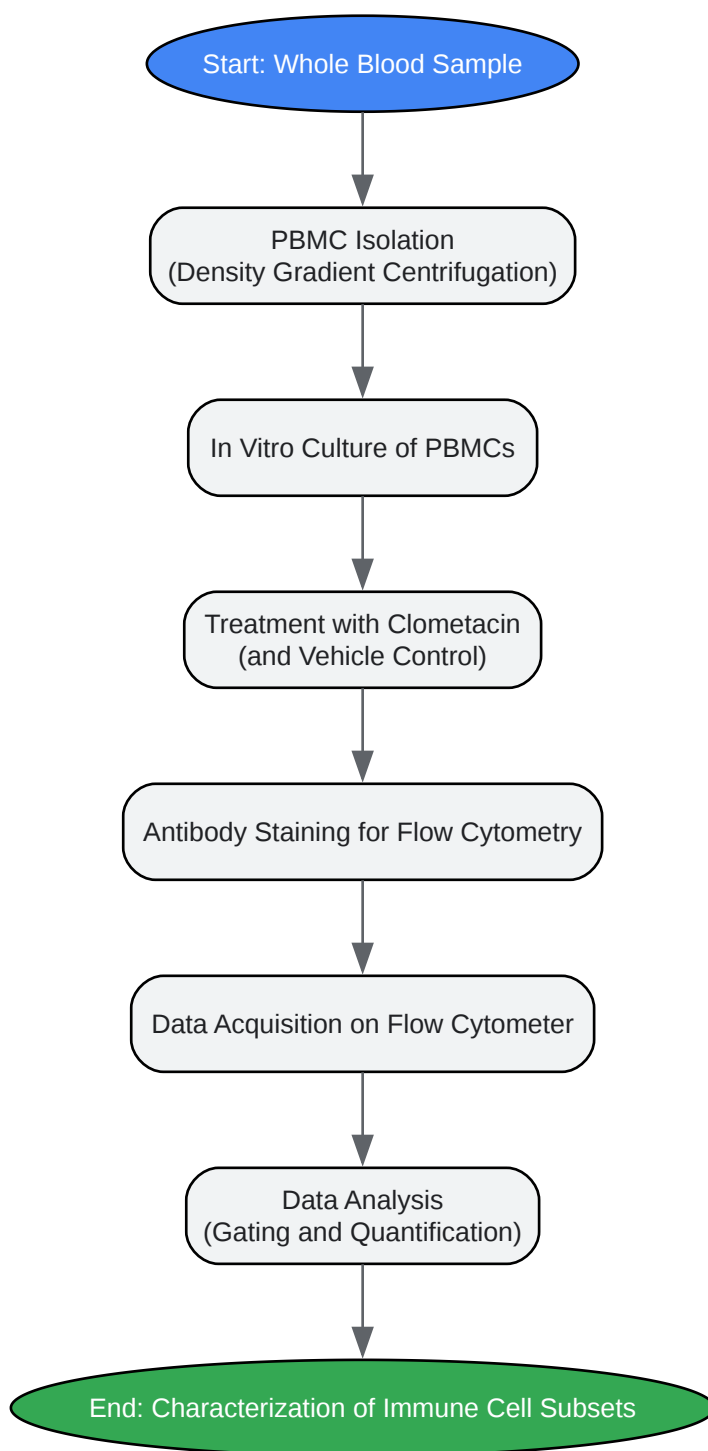 Start: Whole Blood Sample
PBMC Isolation
(Density Gradient Centrifugation)
In Vitro Culture of PBMCs
Treatment with Clometacin
(and Vehicle Control)
Antibody Staining for Flow Cytometry
Data Acquisition on Flow Cytometer
Data Analysis
(Gating and Quantification)
End: Characterization of Immune Cell Subsets